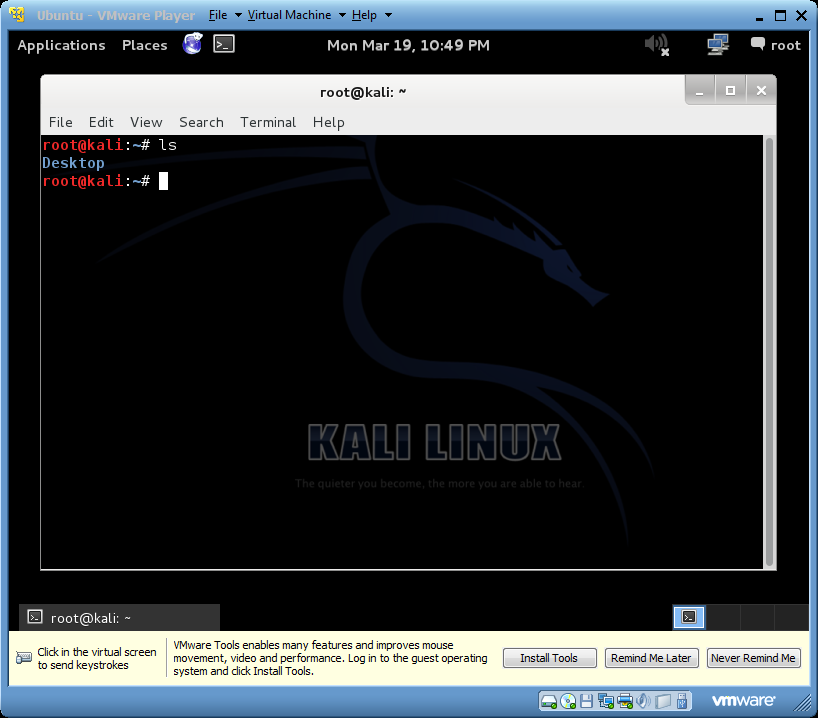 Ubuntu - VMware Player File Virtual Machine Help
Applications Places Mon Mar 19, 10:49 PM root
root@kali: ~
File Edit View Search Terminal Help
root@kali:~# ls
Desktop
root@kali:~#
KALI LINUX
The quieter you become, the more you are able to hear.
root@kali: ~
Click in the virtual screen
to send keystrokes
VMware Tools enables many features and improves mouse
movement, video and performance. Log in to the guest operating
system and click Install Tools.
Install Tools Remind Me Later Never Remind Me
vmware